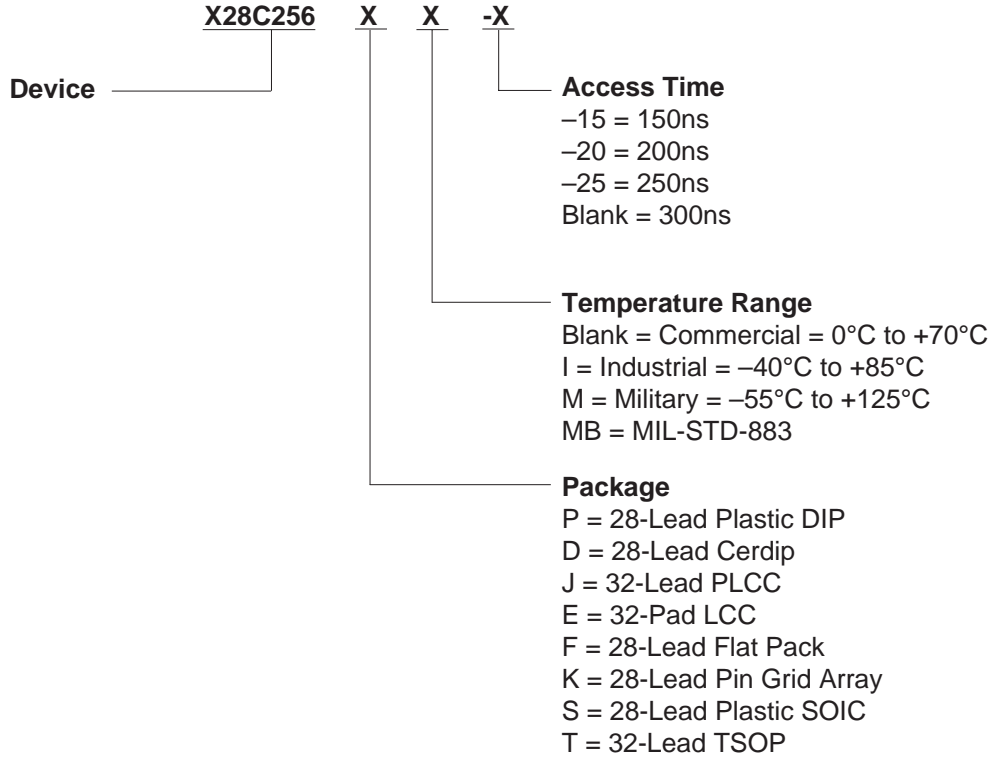 X28C256 X X -X
Device
Access Time
–15 = 150ns
–20 = 200ns
–25 = 250ns
Blank = 300ns
Temperature Range
Blank = Commercial = 0°C to +70°C
I = Industrial = –40°C to +85°C
M = Military = –55°C to +125°C
MB = MIL-STD-883
Package
P = 28-Lead Plastic DIP
D = 28-Lead Cerdip
J = 32-Lead PLCC
E = 32-Pad LCC
F = 28-Lead Flat Pack
K = 28-Lead Pin Grid Array
S = 28-Lead Plastic SOIC
T = 32-Lead TSOP